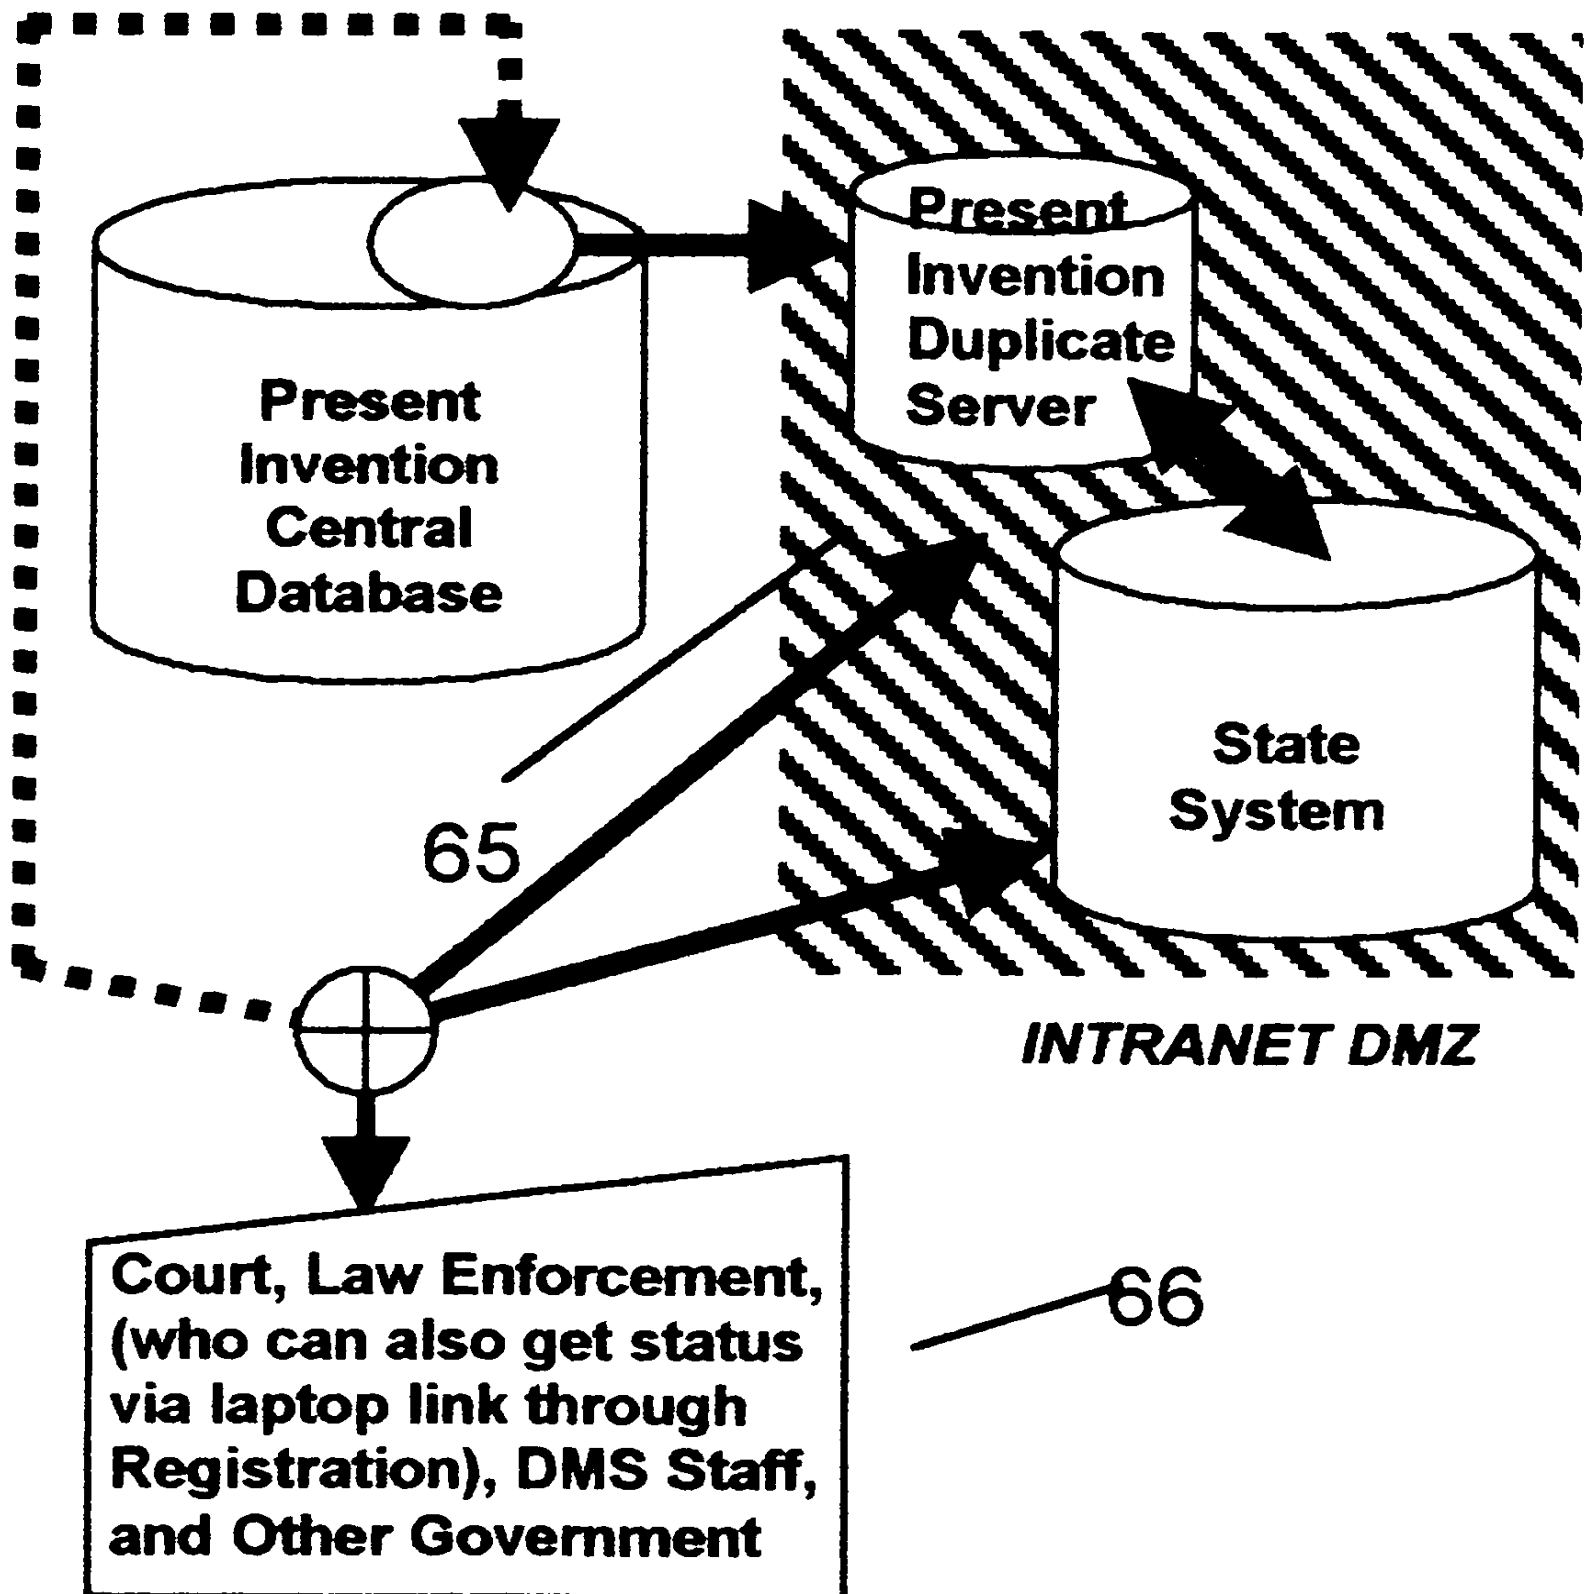 Present
Invention
Duplicate
Server
Present
Invention
Central
Database
State
System
65
INTRANET DMZ
Court, Law Enforcement,
(who can also get status
via laptop link through
Registration), DMS Staff,
and Other Government
66